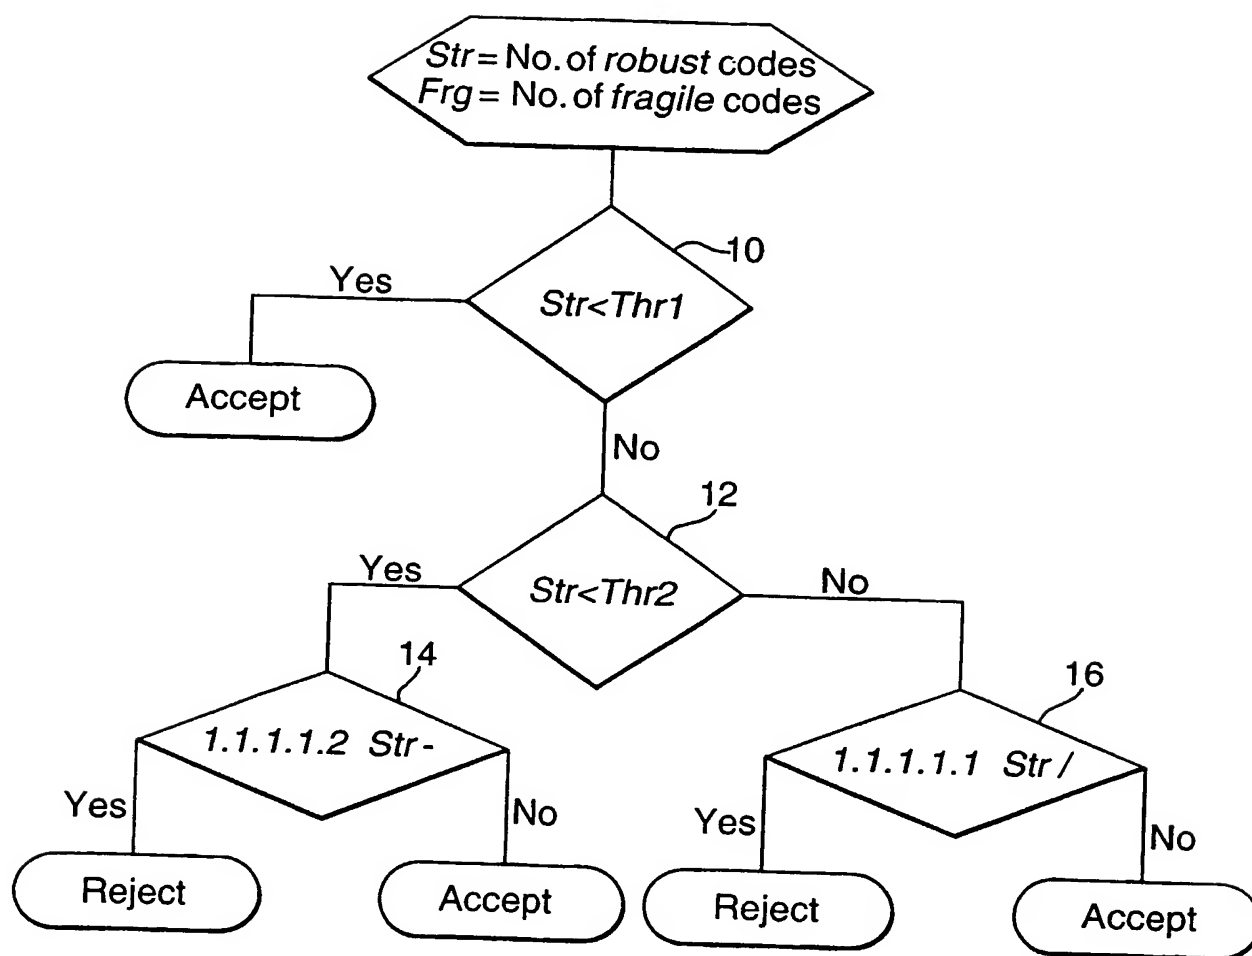 Str = No. of robust codes
Frg = No. of fragile codes
10
Yes
Str<Thr1
Accept
No
12
Yes
No
Str<Thr2
14
16
1.1.1.1.2 Str -
1.1.1.1.1 Str /
Yes
No
Yes
No
Reject
Accept
Reject
Accept